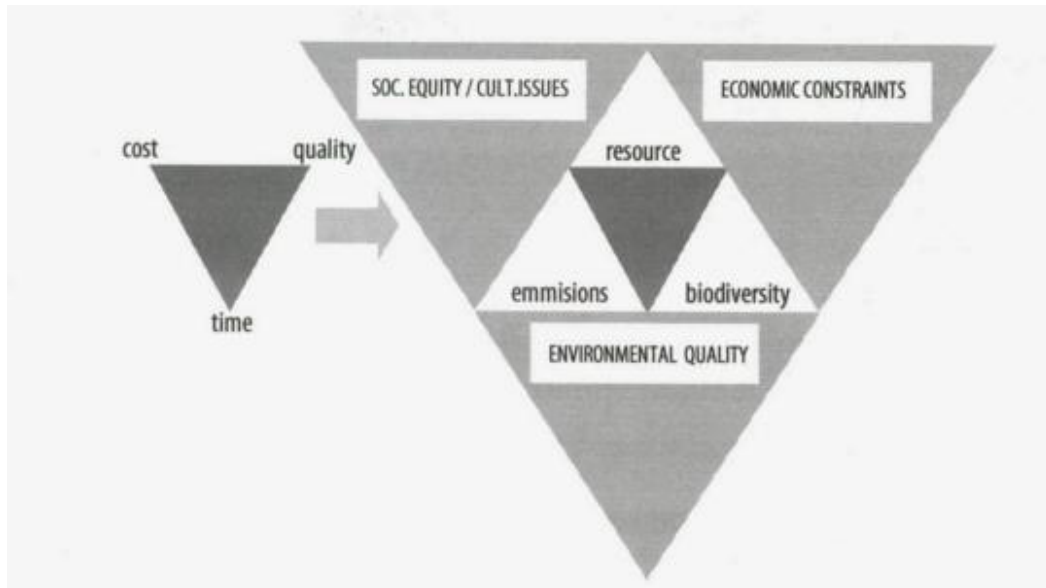 SOC. EQUITY / CULT.ISSUES
ECONOMIC CONSTRAINTS
cost
quality
resource
emmisions
biodiversity
time
ENVIRONMENTAL QUALITY